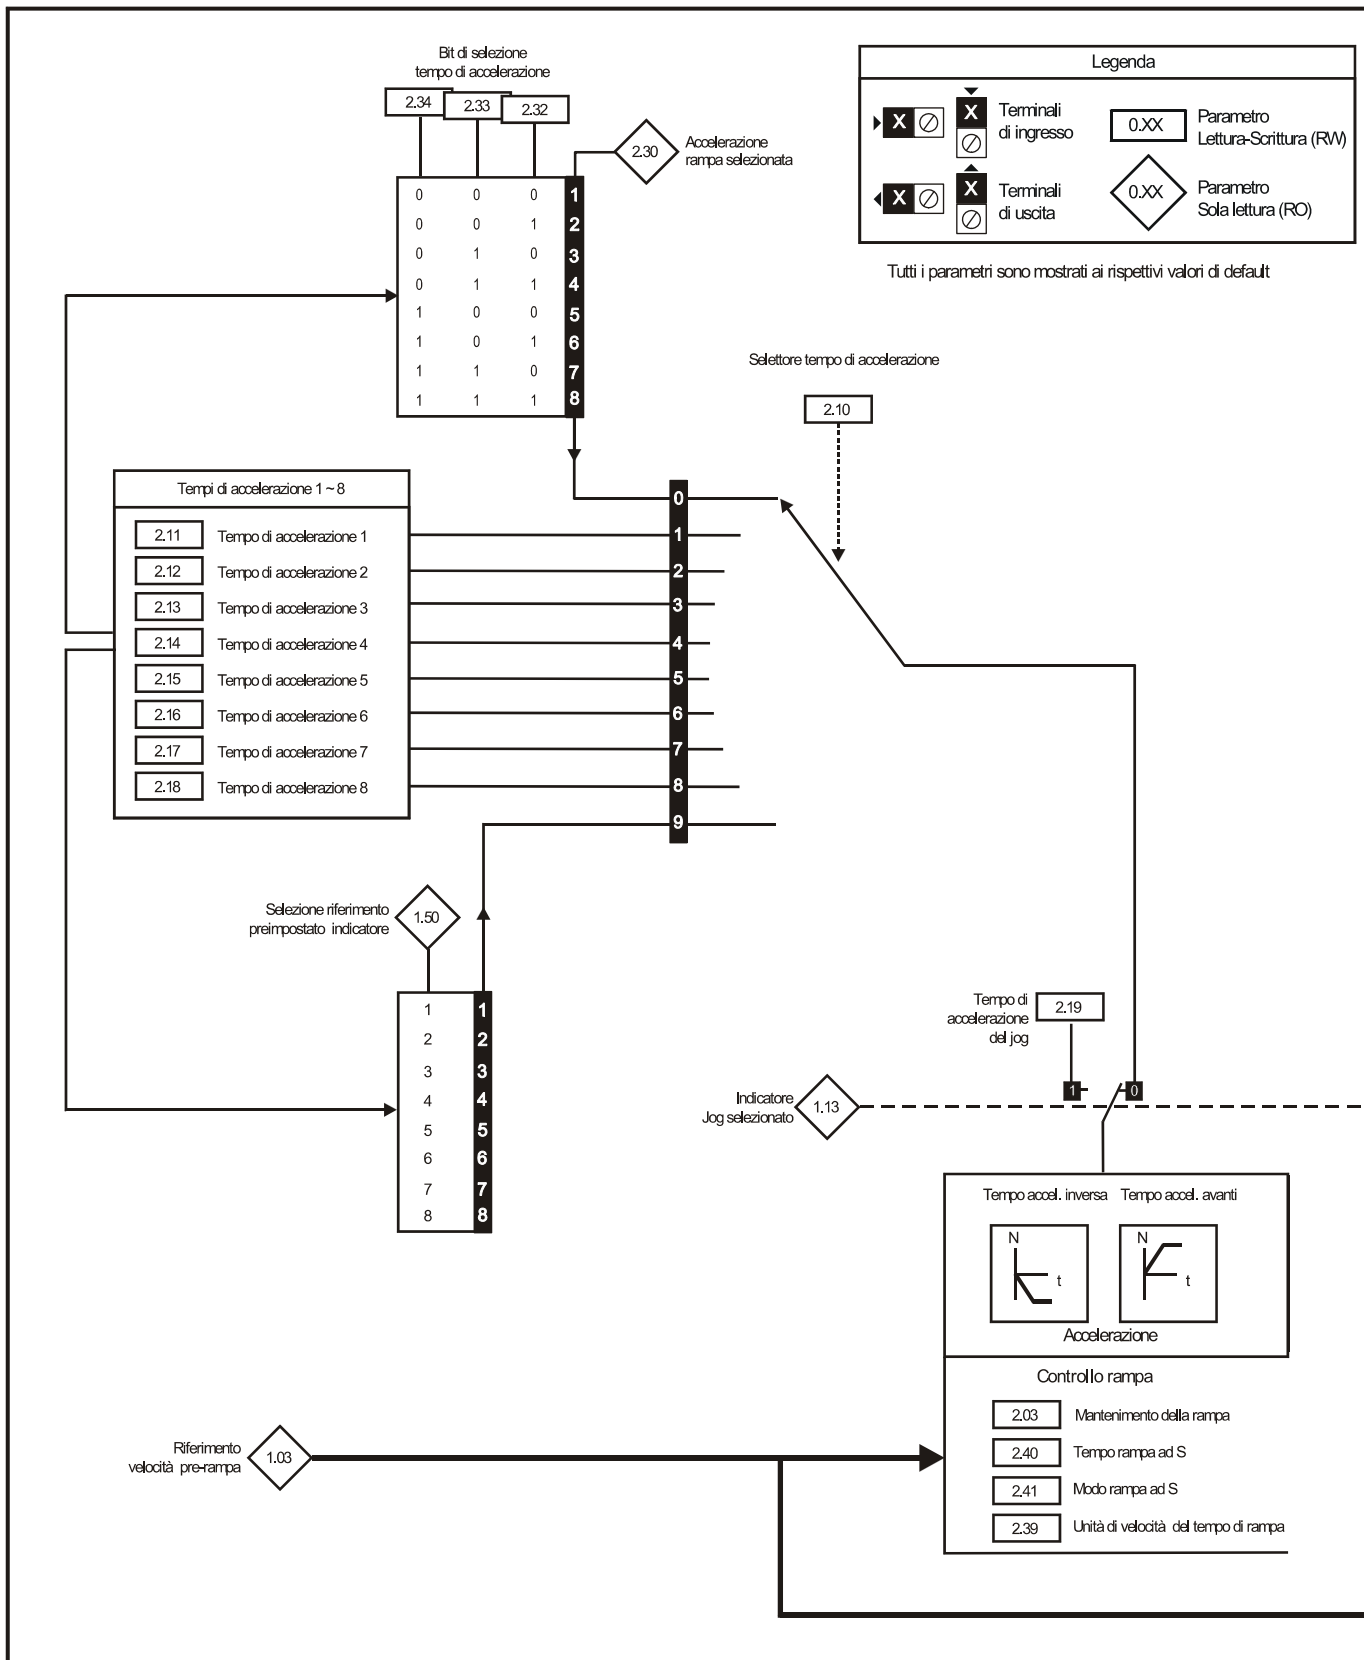 Bit di selezione
tempo di accelerazione
2.34 2.33 2.32
2.30
Accelerazione
rampa selezionata
0 0 0 1
0 0 1 2
0 1 0 3
0 1 1 4
1 0 0 5
1 0 1 6
1 1 0 7
1 1 1 8
Legenda
X X
Terminali
di ingresso
0.XX
Parametro
Lettura-Scrittura (RW)
X X
Terminali
di uscita
0.XX
Parametro
Sola lettura (RO)
Tutti i parametri sono mostrati ai rispettivi valori di default
Selettore tempo di accelerazione
2.10
Tempi di accelerazione 1 ~ 8
2.11 Tempo di accelerazione 1
2.12 Tempo di accelerazione 2
2.13 Tempo di accelerazione 3
2.14 Tempo di accelerazione 4
2.15 Tempo di accelerazione 5
2.16 Tempo di accelerazione 6
2.17 Tempo di accelerazione 7
2.18 Tempo di accelerazione 8
0
1
2
3
4
5
6
7
8
9
Selezione riferimento
preimpostato indicatore
1.50
1 1
2 2
3 3
4 4
5 5
6 6
7 7
8 8
Tempo di
accelerazione
del jog
2.19
1 0
Indicatore
Jog selezionato
1.13
Tempo accel. inversa Tempo accel. avanti
N t
N t
Accelerazione
Controllo rampa
2.03 Mantenimento della rampa
2.40 Tempo rampa ad S
2.41 Modo rampa ad S
2.39 Unità di velocità del tempo di rampa
Riferimento
velocità pre-rampa
1.03